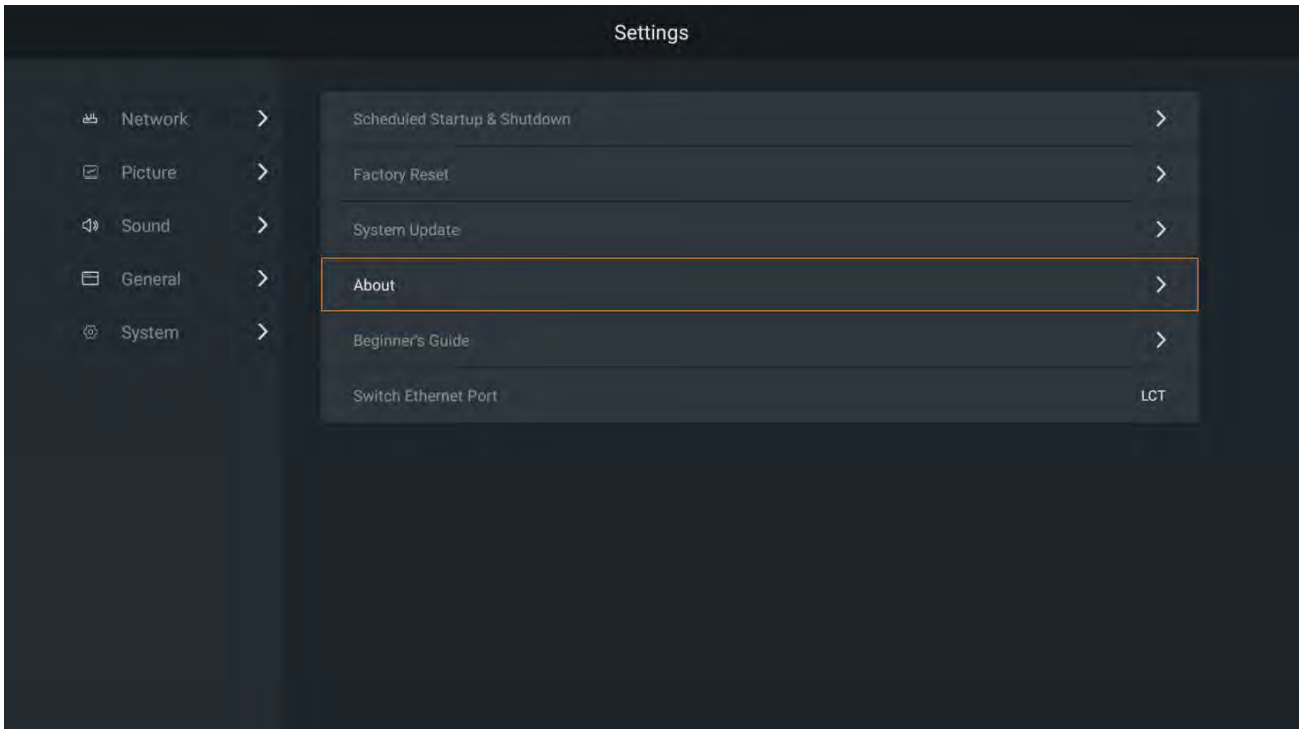 Settings
Network
Picture
Sound
General
System
Scheduled Startup & Shutdown
Factory Reset
System Update
About
Beginner's Guide
Switch Ethernet Port LCT